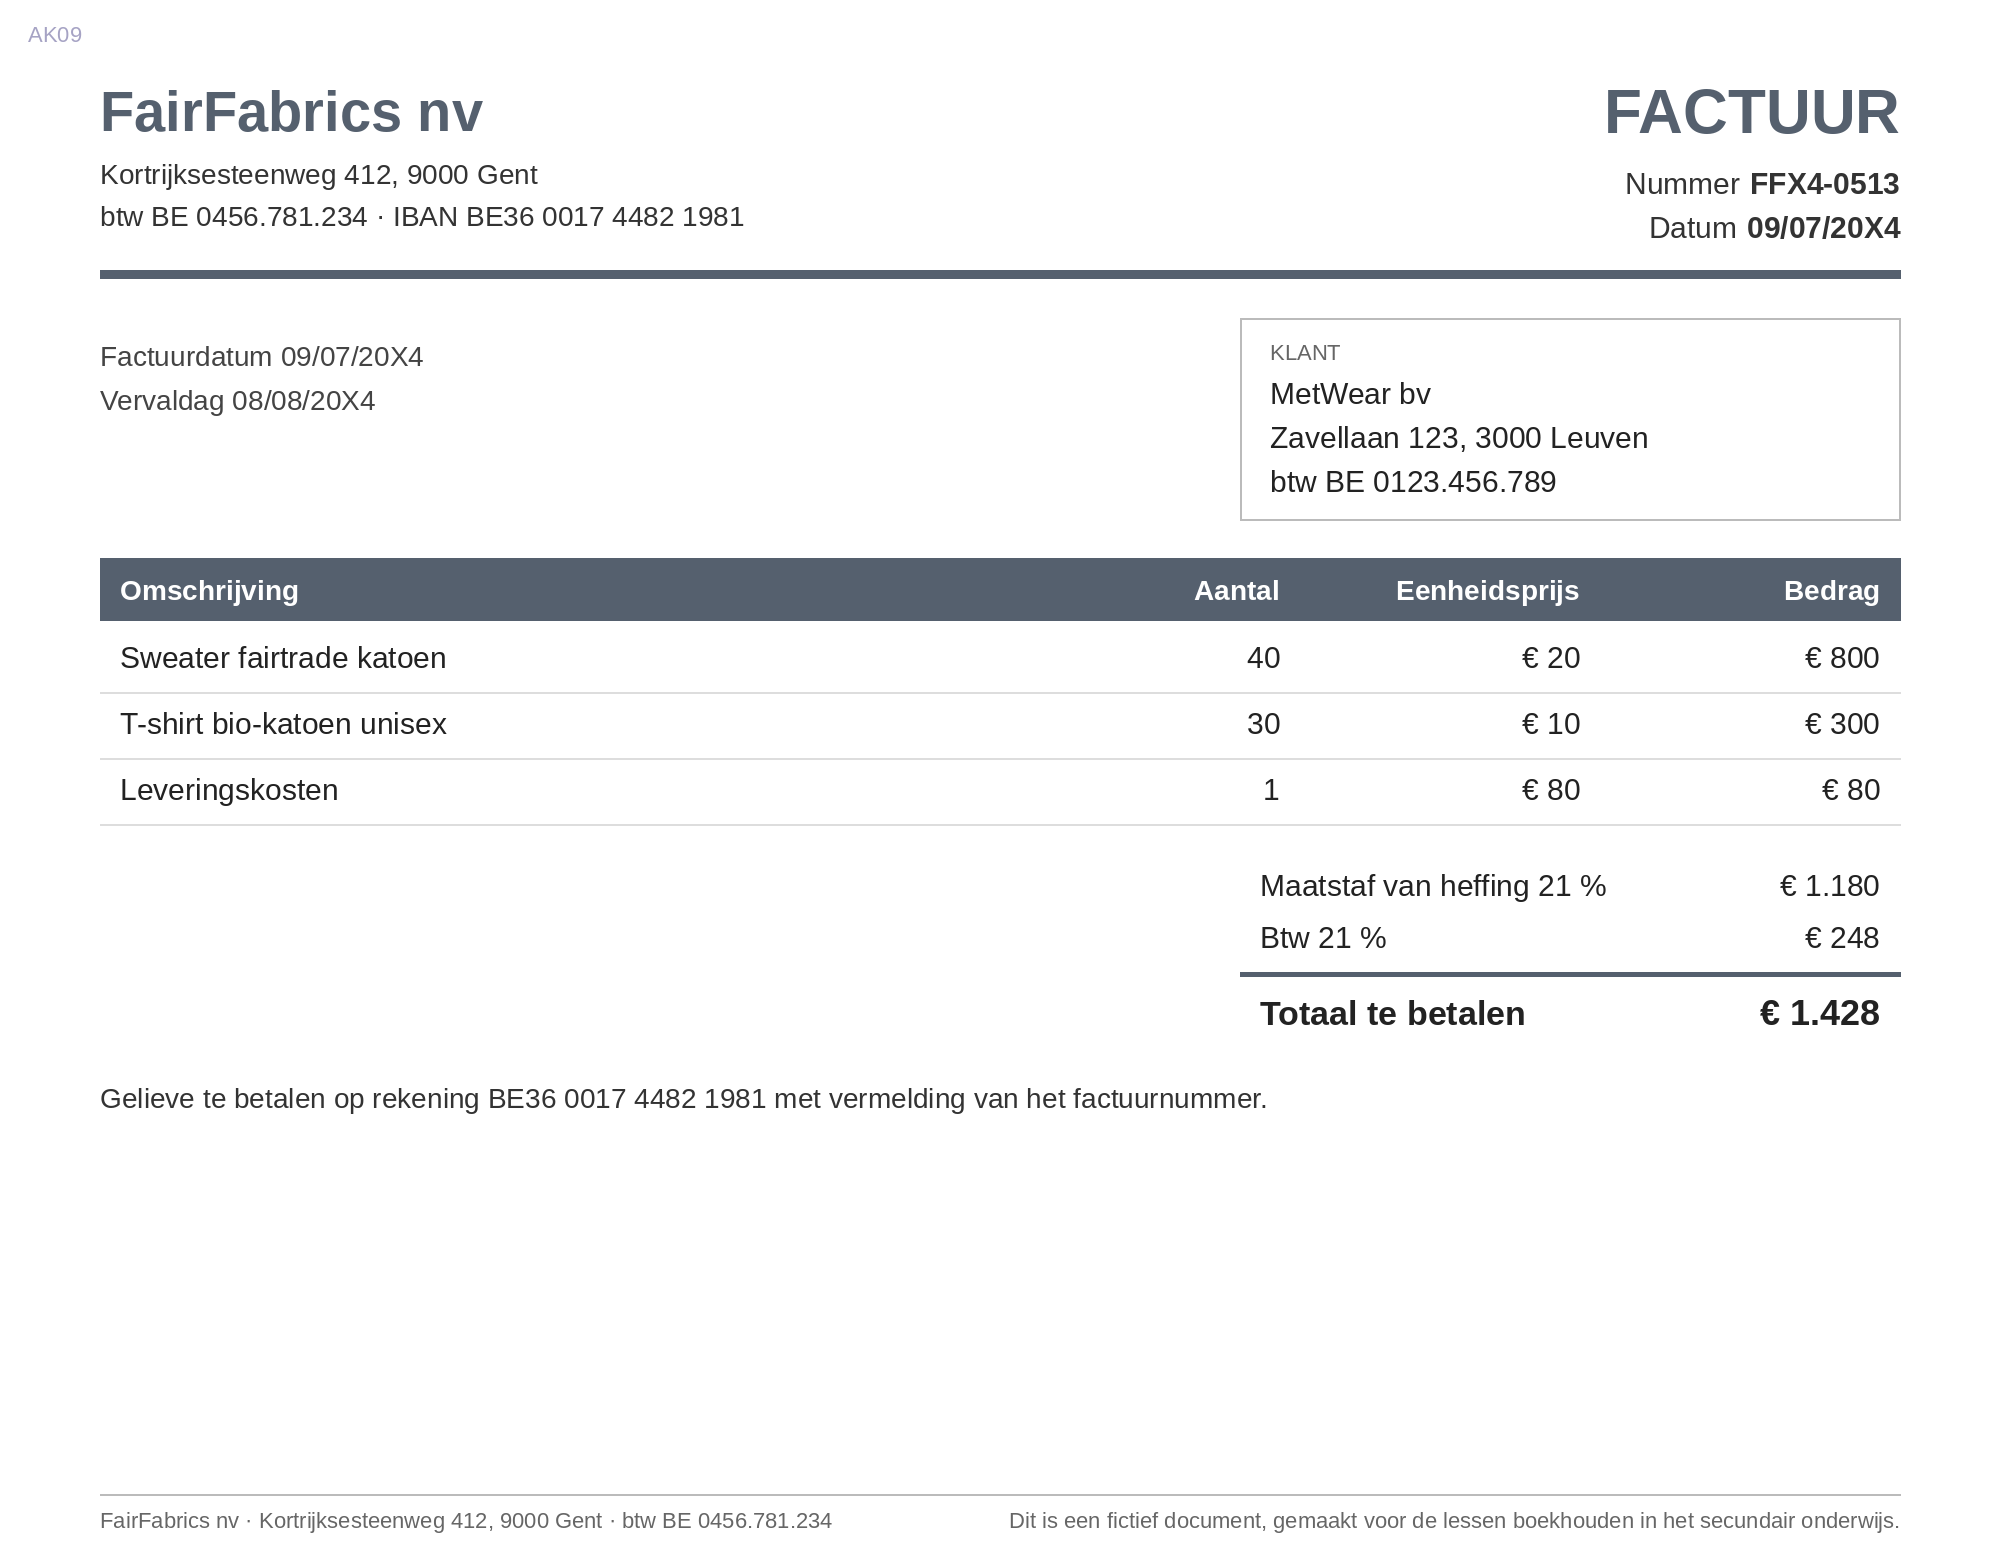 AK09
FairFabrics nv
FACTUUR
Kortrijksesteenweg 412, 9000 Gent
btw BE 0456.781.234 · IBAN BE36 0017 4482 1981
Nummer FFX4-0513
Datum 09/07/20X4
Factuurdatum 09/07/20X4
Vervaldag 08/08/20X4
KLANT
MetWear bv
Zavellaan 123, 3000 Leuven
btw BE 0123.456.789
Omschrijving Aantal Eenheidsprijs Bedrag
Sweater fairtrade katoen 40 € 20 € 800
T-shirt bio-katoen unisex 30 € 10 € 300
Leveringskosten 1 € 80 € 80
Maatstaf van heffing 21 % € 1.180
Btw 21 % € 248
Totaal te betalen € 1.428
Gelieve te betalen op rekening BE36 0017 4482 1981 met vermelding van het factuurnummer.
FairFabrics nv · Kortrijksesteenweg 412, 9000 Gent · btw BE 0456.781.234
Dit is een fictief document, gemaakt voor de lessen boekhouden in het secundair onderwijs.